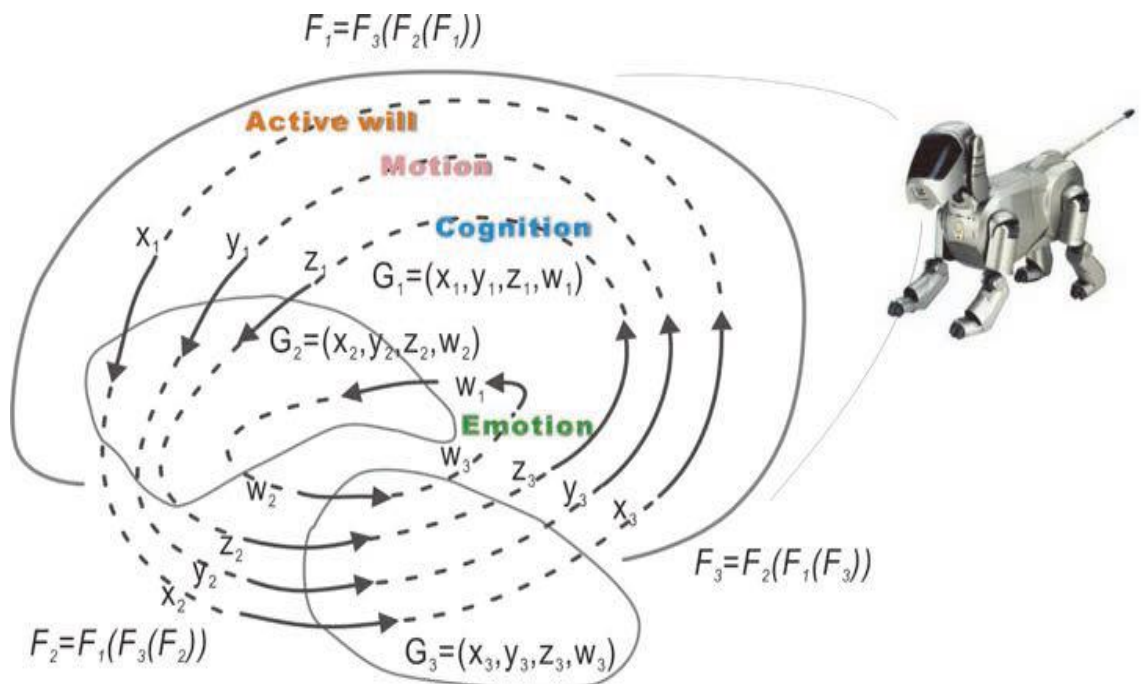 F₁=F₃(F₂(F₁))
Active will
Motion
Cognition
x₁
y₁
z₁
G₁=(x₁,y₁,z₁,w₁)
G₂=(x₂,y₂,z₂,w₂)
w₁
Emotion
w₃
z₃
w₂
y₃
x₃
z₂
y₂
x₂
F₃=F₂(F₁(F₃))
F₂=F₁(F₃(F₂))
G₃=(x₃,y₃,z₃,w₃)